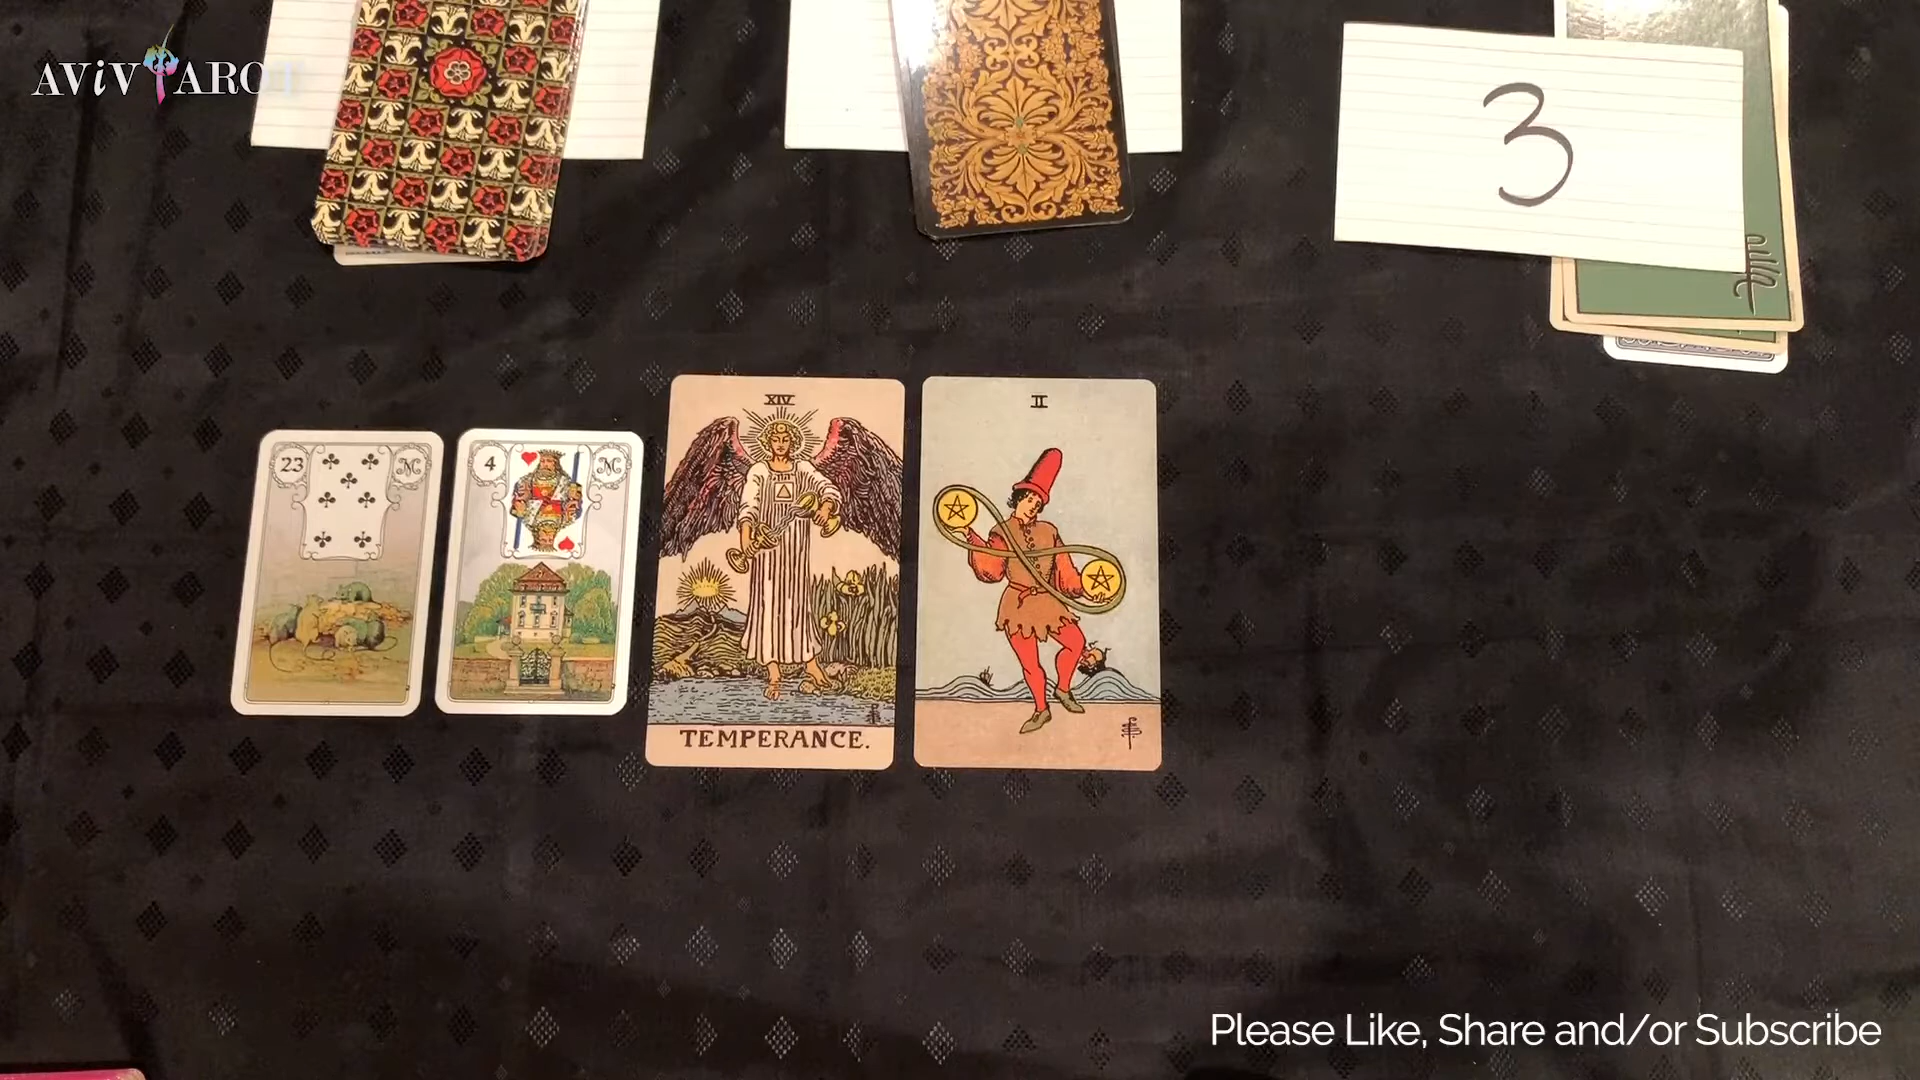 AViV TAROT
3
XIV
II
23
4
TEMPERANCE.
Please Like, Share and/or Subscribe